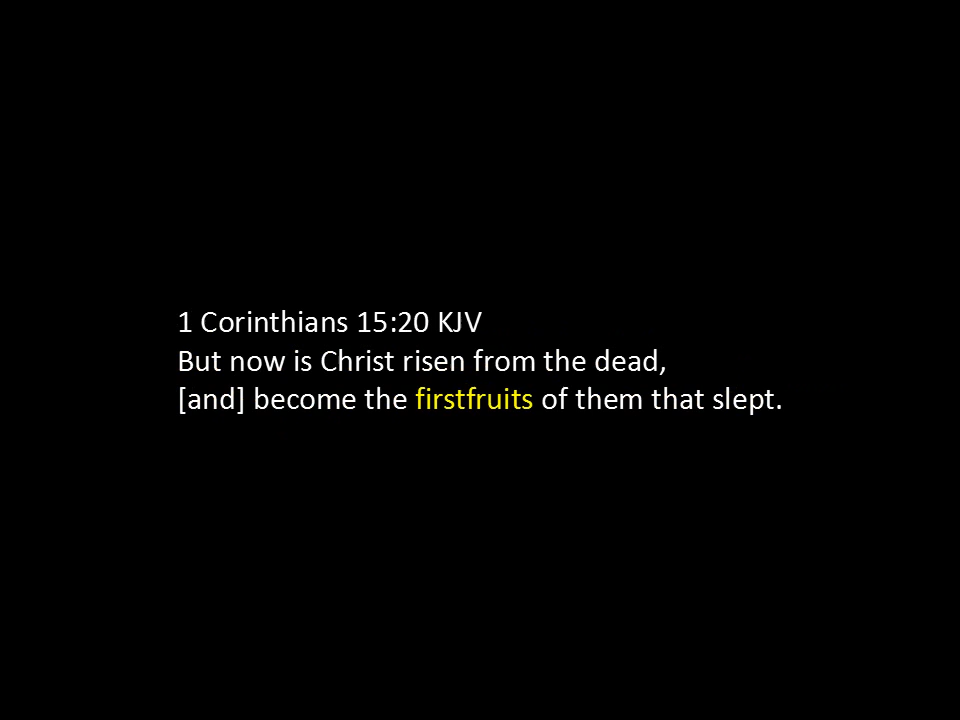 1 Corinthians 15:20 KJV
But now is Christ risen from the dead,
[and] become the firstfruits of them that slept.